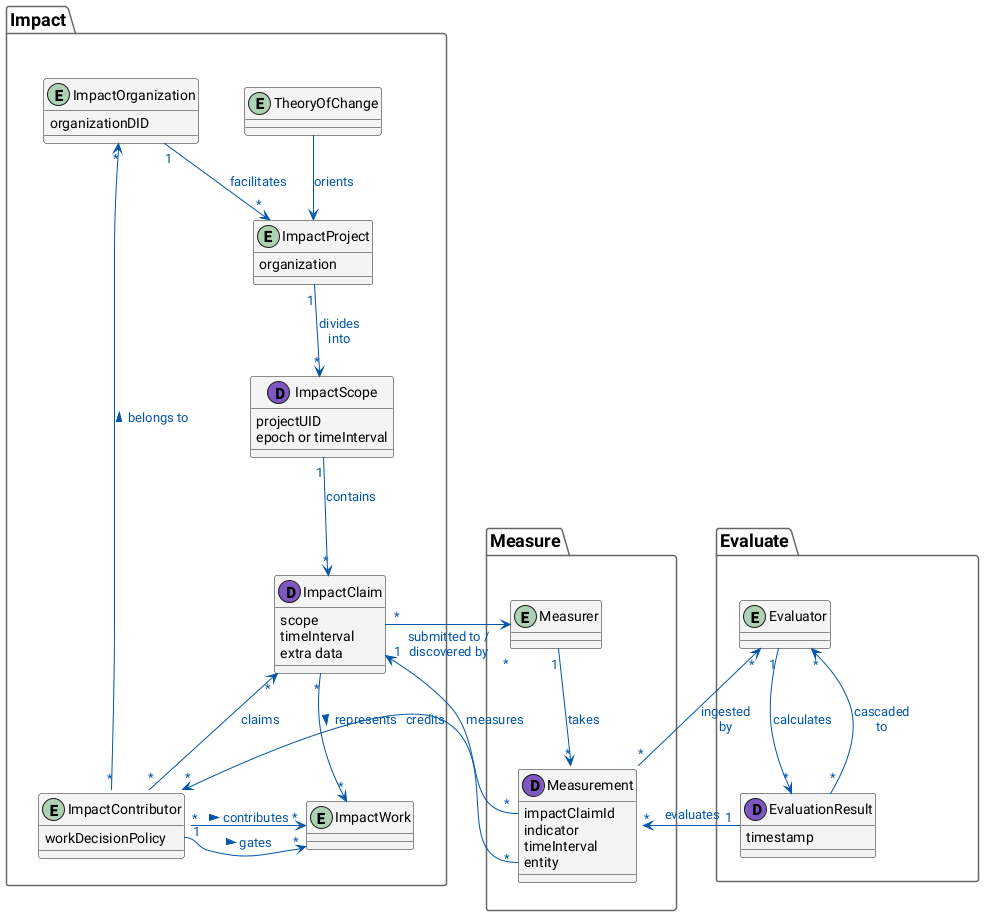 Impact
E ImpactOrganization
organizationDID
E TheoryOfChange
*
1
facilitates
orients
*
E ImpactProject
organization
1
divides
into
*
D ImpactScope
projectUID
epoch or timeInterval
belongs to
1
contains
*
Measure
Evaluate
D ImpactClaim
scope
timeInterval
extra data
*
submitted to /
discovered by
1
*
E Measurer
E Evaluator
*
*
1
*
1
*
claims
represents
credits
measures
takes
ingested
by
calculates
cascaded
to
*
*
*
*
*
*
*
*
E ImpactContributor
workDecisionPolicy
*
contributes
*
1
gates
*
E ImpactWork
*
*
D Measurement
impactClaimId
indicator
timeInterval
entity
*
evaluates
1
D EvaluationResult
timestamp